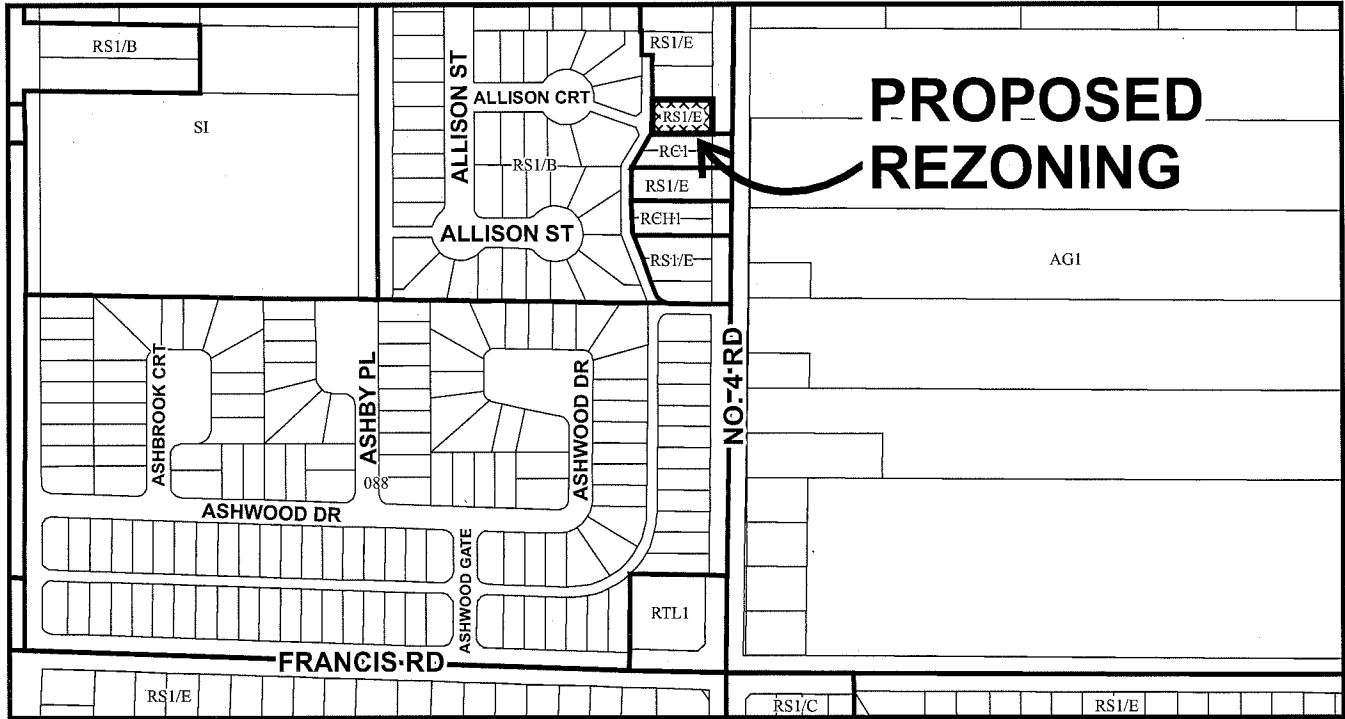 RS1/B
SI
ALLISON ST
ALLISON CRT
RS1/B
ALLISON ST
RS1/E
RS1/E
RC1
RS1/E
RCH1
RS1/E
PROPOSED
REZONING
AG1
NO. 4 RD
ASHBROOK CRT
ASHBY PL
088
ASHWOOD DR
ASHWOOD DR
ASHWOOD GATE
RTL1
FRANCIS RD
RS1/E
RS1/C
RS1/E